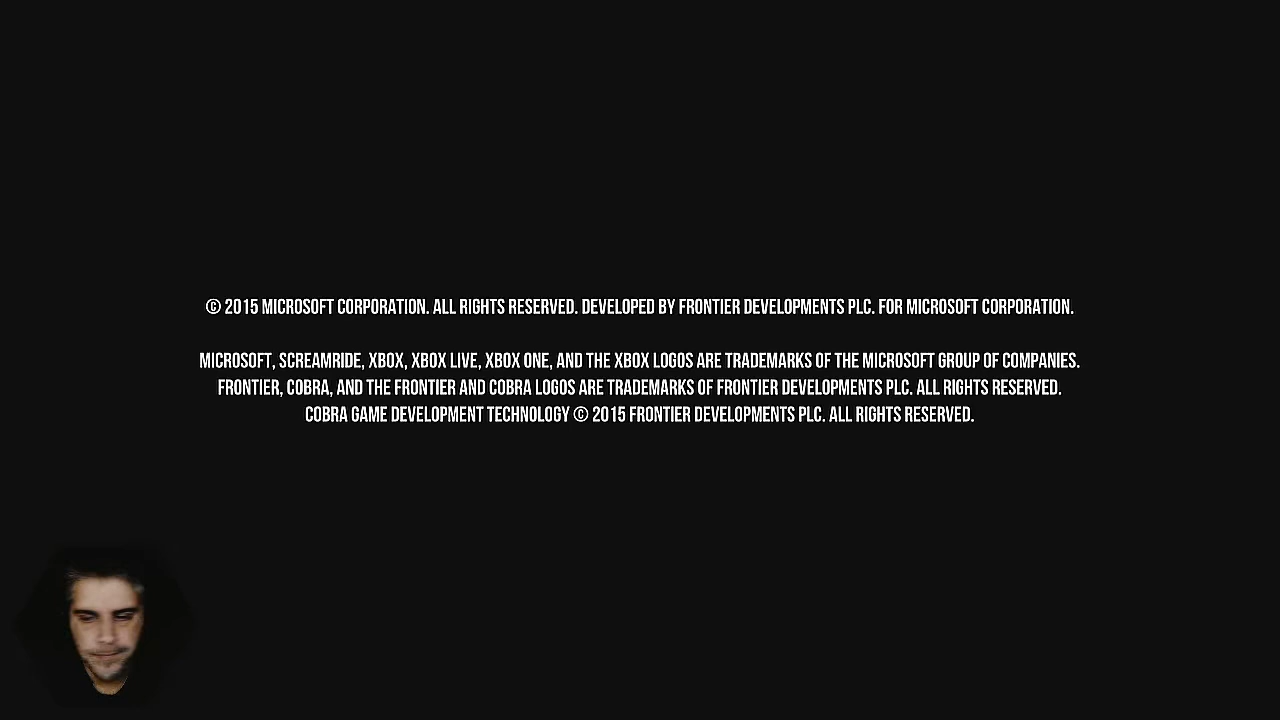 © 2015 MICROSOFT CORPORATION. ALL RIGHTS RESERVED. DEVELOPED BY FRONTIER DEVELOPMENTS PLC. FOR MICROSOFT CORPORATION.
MICROSOFT, SCREAMRIDE, XBOX, XBOX LIVE, XBOX ONE, AND THE XBOX LOGOS ARE TRADEMARKS OF THE MICROSOFT GROUP OF COMPANIES.
FRONTIER, COBRA, AND THE FRONTIER AND COBRA LOGOS ARE TRADEMARKS OF FRONTIER DEVELOPMENTS PLC. ALL RIGHTS RESERVED.
COBRA GAME DEVELOPMENT TECHNOLOGY © 2015 FRONTIER DEVELOPMENTS PLC. ALL RIGHTS RESERVED.